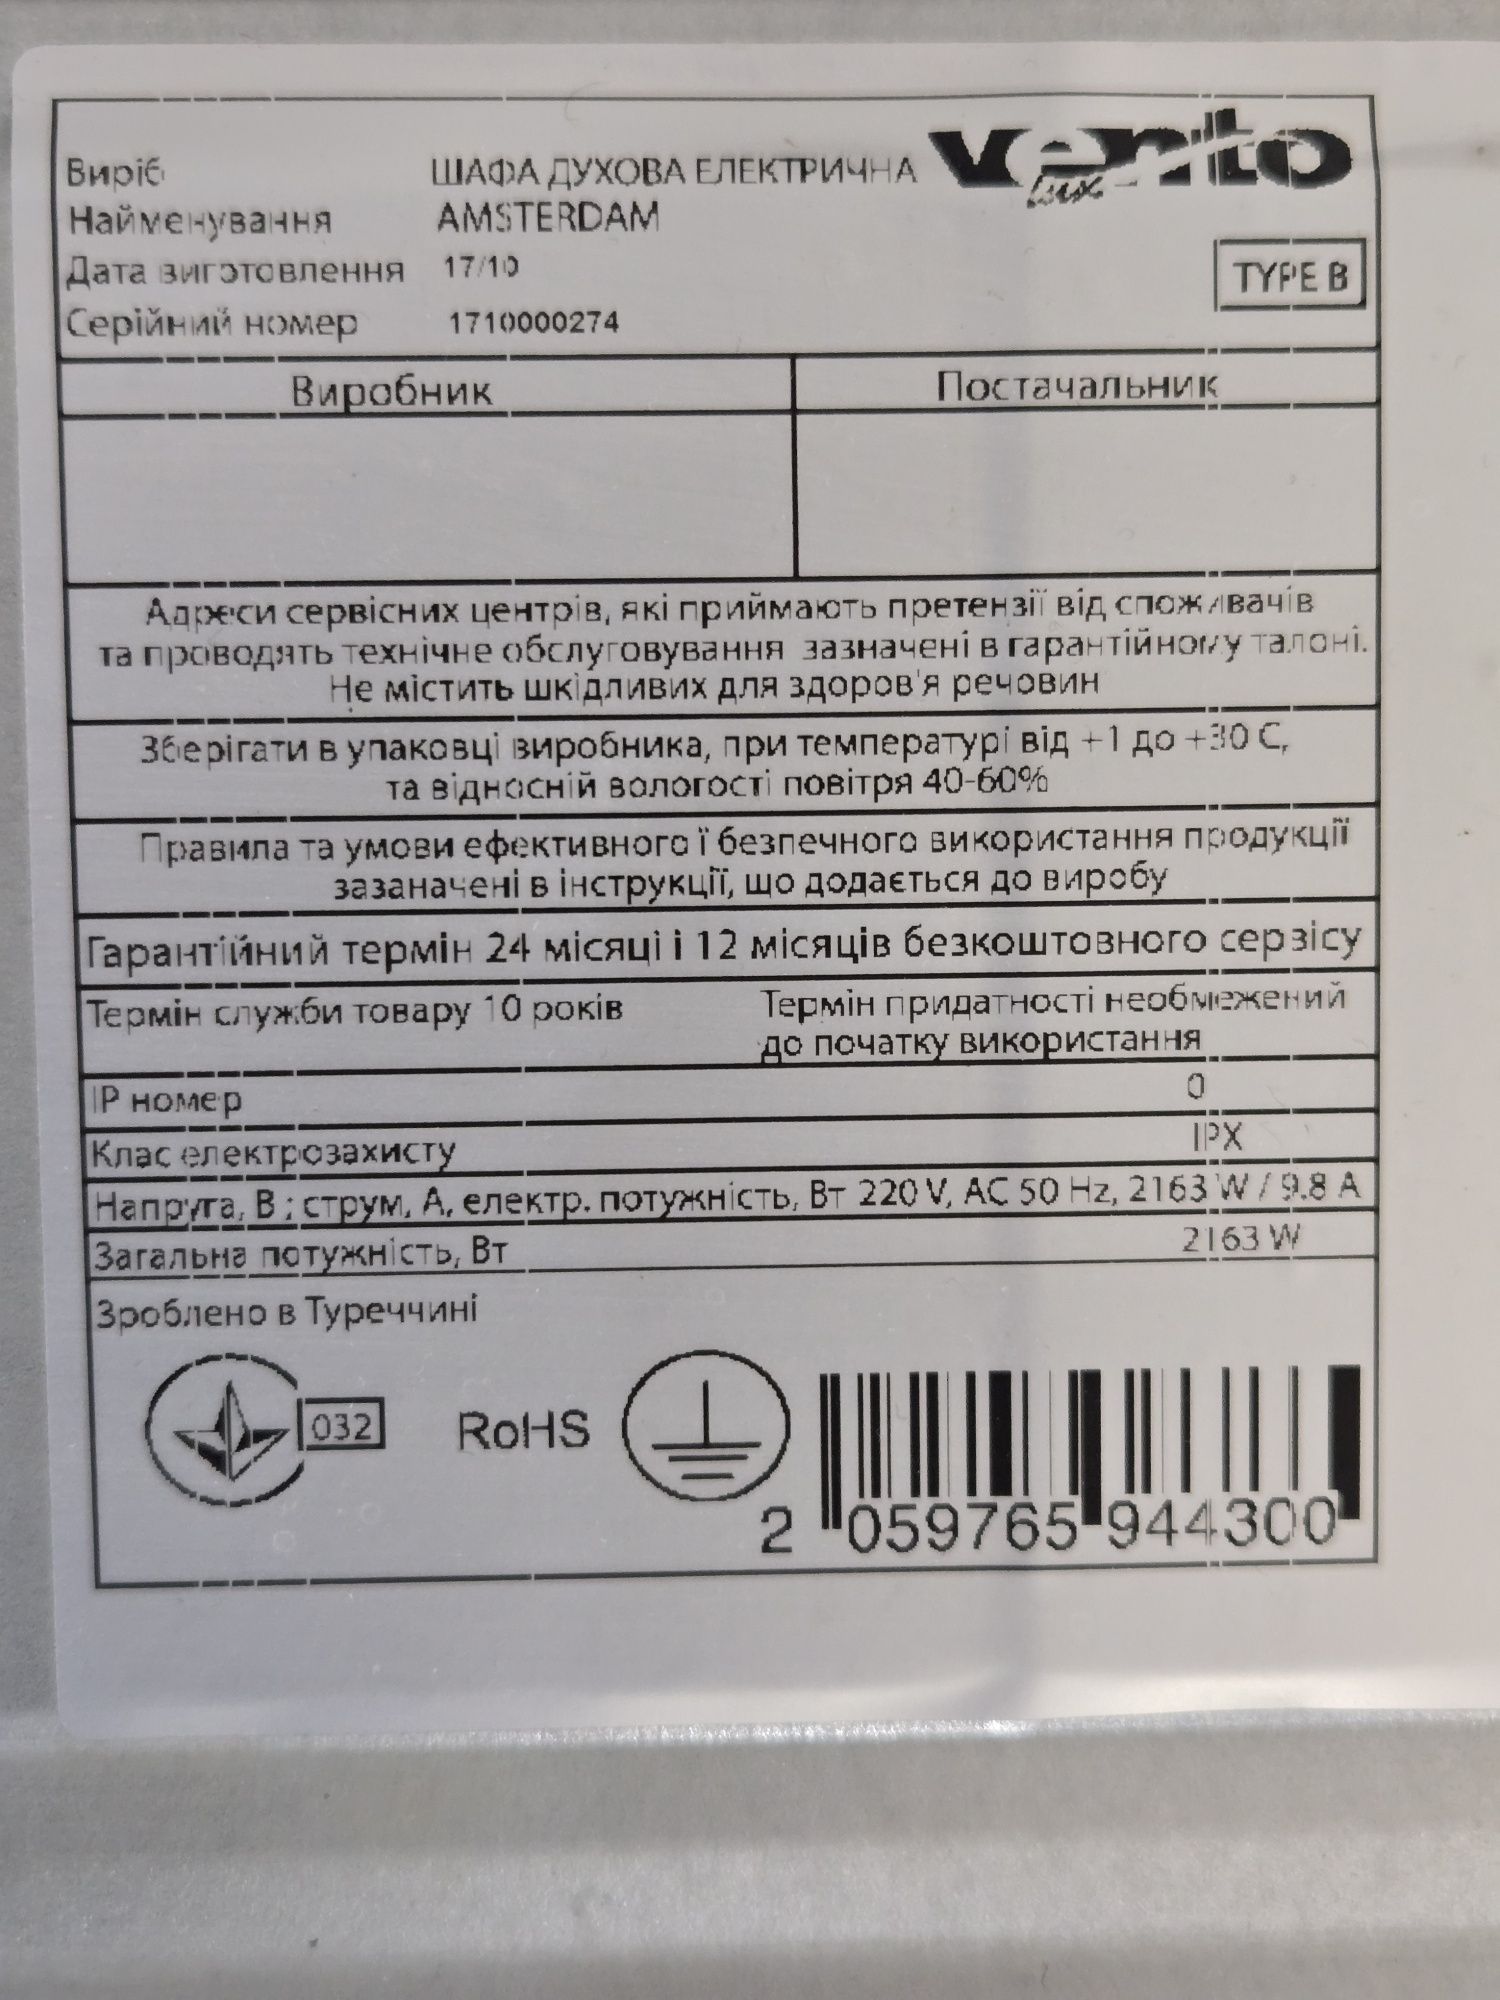 Виріб ШАФА ДУХОВА ЕЛЕКТРИЧНА vento lux
Найменування AMSTERDAM
Дата виготовлення 17/10 TYPE B
Серійний номер 1710000274
Виробник Постачальник
Адреси сервісних центрів, які приймають претензії від споживачів
та проводять технічне обслуговування зазначені в гарантійному талоні.
Не містить шкідливих для здоров'я речовин
Зберігати в упаковці виробника, при температурі від +1 до +30 С,
та відносній вологості повітря 40-60%
Правила та умови ефективного ї безпечного використання продукції
зазаначені в інструкції, що додається до виробу
Гарантійний термін 24 місяці і 12 місяців безкоштовного сервісу
Термін служби товару 10 років Термін придатності необмежений
до початку використання
IP номер 0
Клас електрозахисту IPX
Напруга, В ; струм, А, електр. потужність, Вт 220 V, AC 50 Hz, 2163 W / 9.8 A
Загальна потужність, Вт 2163 W
Зроблено в Туреччині
032 RoHS
2 059765 944300